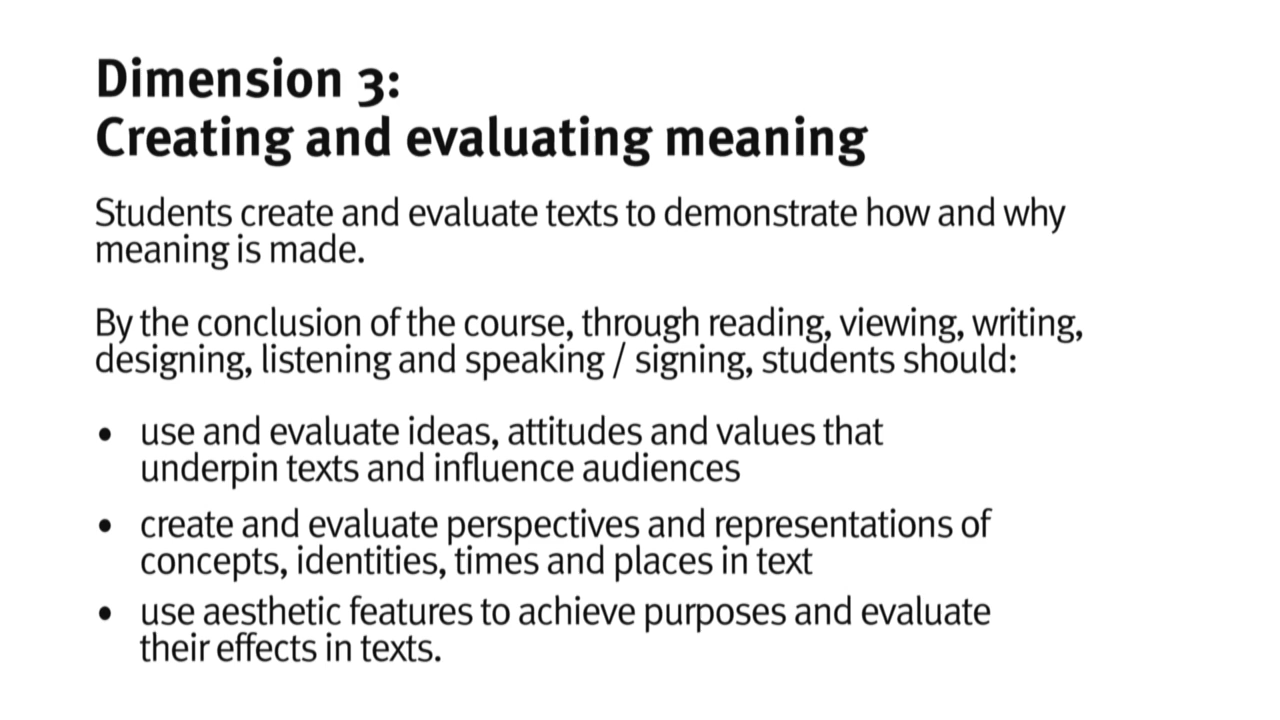 Dimension 3:
Creating and evaluating meaning
Students create and evaluate texts to demonstrate how and why
meaning is made.
By the conclusion of the course, through reading, viewing, writing,
designing, listening and speaking / signing, students should:
• use and evaluate ideas, attitudes and values that
underpin texts and influence audiences
• create and evaluate perspectives and representations of
concepts, identities, times and places in text
• use aesthetic features to achieve purposes and evaluate
their effects in texts.